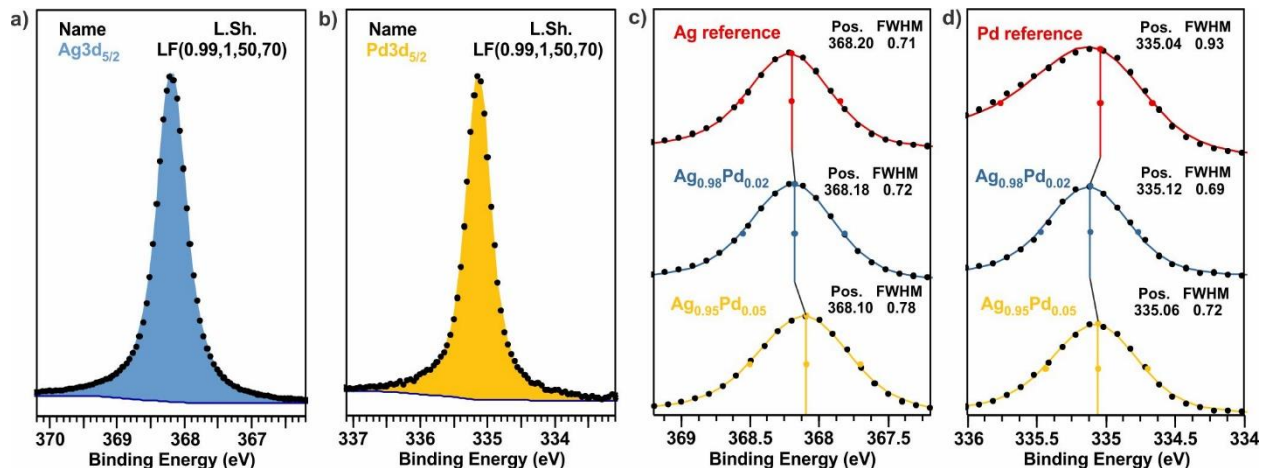 a)
Name L.Sh.
Ag3d5/2 LF(0.99,1,50,70)
370 369 368 367
Binding Energy (eV)
b)
Name L.Sh.
Pd3d5/2 LF(0.99,1,50,70)
337 336 335 334
Binding Energy (eV)
c)
Ag reference
Pos. FWHM
368.20 0.71
Ag0.98Pd0.02
Pos. FWHM
368.18 0.72
Ag0.95Pd0.05
Pos. FWHM
368.10 0.78
369 368.5 368 367.5
Binding Energy (eV)
d)
Pd reference
Pos. FWHM
335.04 0.93
Ag0.98Pd0.02
Pos. FWHM
335.12 0.69
Ag0.95Pd0.05
Pos. FWHM
335.06 0.72
336 335.5 335 334.5 334
Binding Energy (eV)